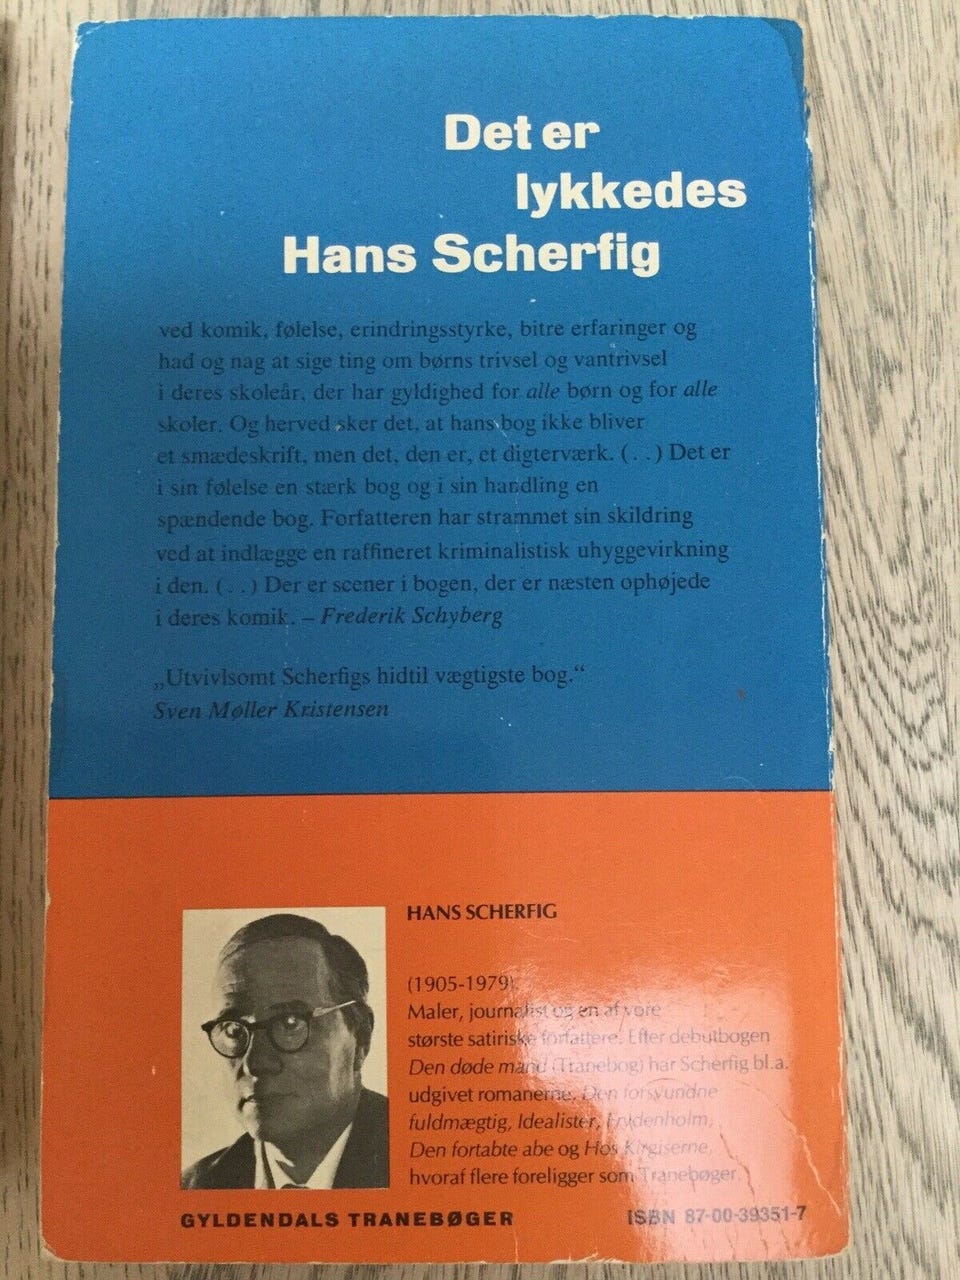 Det er
lykkedes
Hans Scherfig
ved komik, følelse, erindringsstyrke, bitre erfaringer og
had og nag at sige ting om børns trivsel og vantrivsel
i deres skoleår, der har gyldighed for alle børn og for alle
skoler. Og herved sker det, at hans bog ikke bliver
et smædeskrift, men det, den er, et digterværk. (. .) Det er
i sin følelse en stærk bog og i sin handling en
spændende bog. Forfatteren har strammet sin skildring
ved at indlægge en raffineret kriminalistisk uhyggevirkning
i den. (. .) Der er scener i bogen, der er næsten ophøjede
i deres komik. – Frederik Schyberg
„Utvivlsomt Scherfigs hidtil vægtigste bog.“
Sven Møller Kristensen
HANS SCHERFIG
(1905-1979).
Maler, journalist og en af vore
største satiriske forfattere. Efter debutbogen
Den døde mand (Tranebog) har Scherfig bl.a.
udgivet romanerne, Den forsvundne
fuldmægtig, Idealister, Frydenholm,
Den fortabte abe og Hos Kirgiserne,
hvoraf flere foreligger som Tranebøger.
GYLDENDALS TRANEBØGER
ISBN 87-00-39351-7